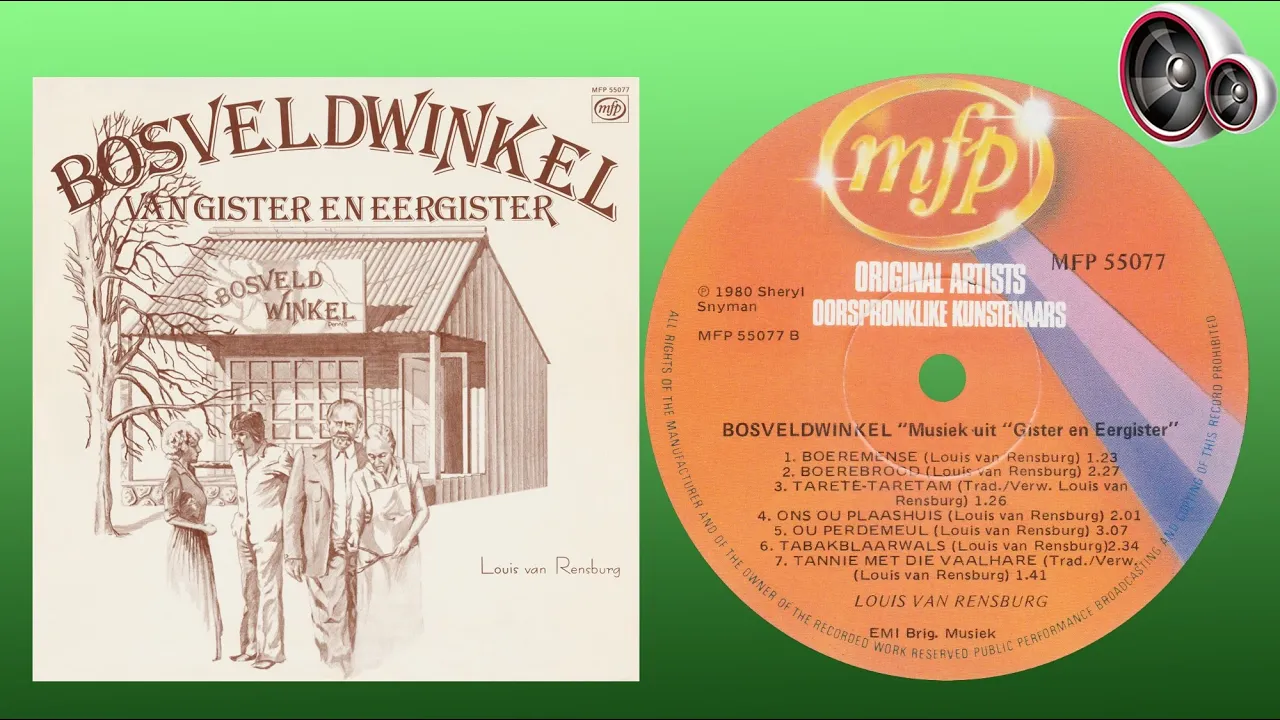 MFP 55077
mfp
BOSVELDWINKEL
VAN GISTER EN EERGISTER
BOSVELD
WINKEL
Dennis
Louis van Rensburg
mfp
MFP 55077
ORIGINAL ARTISTS
OORSPRONKLIKE KUNSTENAARS
℗ 1980 Sheryl
Snyman
MFP 55077 B
BOSVELDWINKEL "Musiek uit "Gister en Eergister"
1. BOEREMENSE (Louis van Rensburg) 1.23
2. BOEREBROOD (Louis van Rensburg) 2.27
3. TARETE-TARETAM (Trad./Verw. Louis van
Rensburg) 1.26
4. ONS OU PLAASHUIS (Louis van Rensburg) 2.01
5. OU PERDEMEUL (Louis van Rensburg) 3.07
6. TABAKBLAARWALS (Louis van Rensburg)2.34
7. TANNIE MET DIE VAALHARE (Trad./Verw.
(Louis van Rensburg) 1.41
LOUIS VAN RENSBURG
EMI Brig. Musiek
ALL RIGHTS OF THE MANUFACTURER AND OF THE OWNER OF THE RECORDED WORK RESERVED PUBLIC PERFORMANCE BROADCASTING AND COPYING OF THIS RECORD PROHIBITED